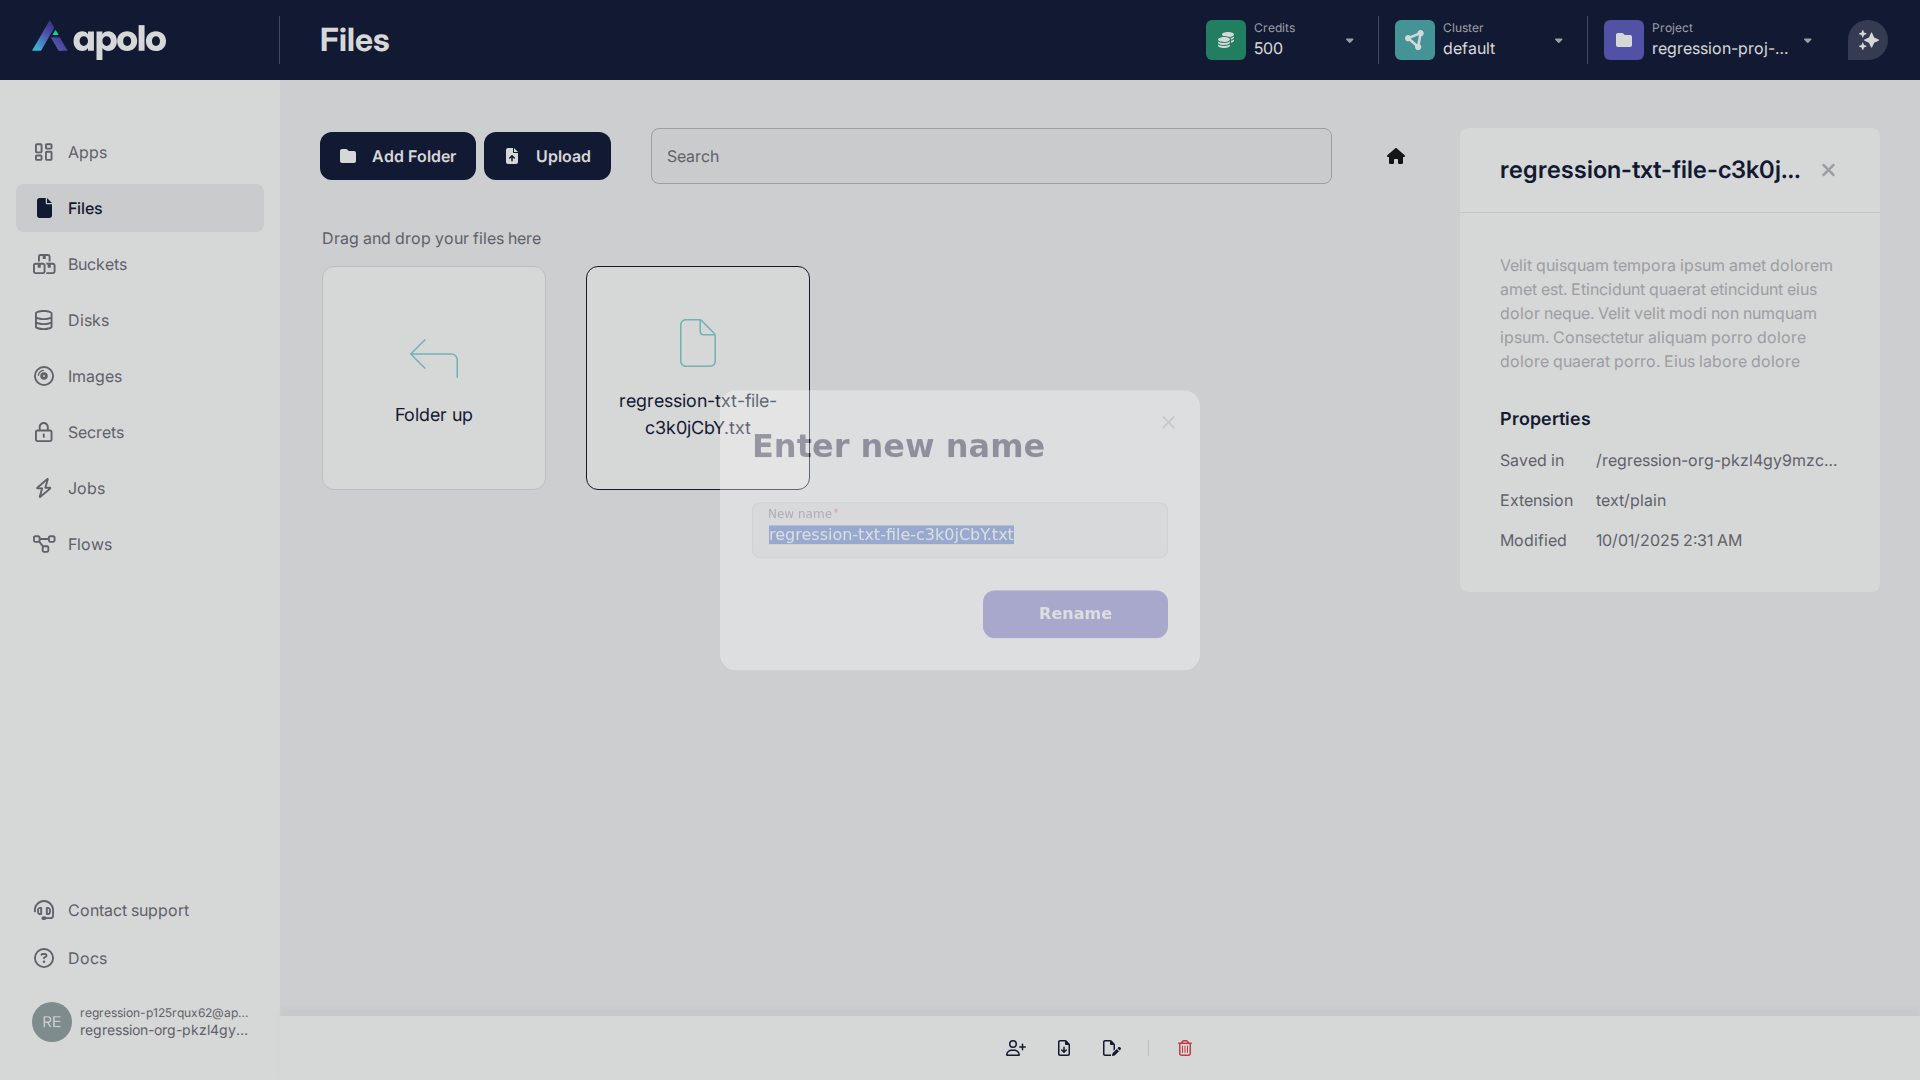 apolo
Files
Credits
500
Cluster
default
Project
regression-proj-...
Apps
Files
Buckets
Disks
Images
Secrets
Jobs
Flows
Contact support
Docs
RE
regression-p125rqux62@ap...
regression-org-pkzl4gy...
Add Folder
Upload
Search
Drag and drop your files here
Folder up
regression-txt-file-
c3k0jCbY.txt
Enter new name
New name*
regression-txt-file-c3k0jCbY.txt
Rename
regression-txt-file-c3k0j...
Velit quisquam tempora ipsum amet dolorem
amet est. Etincidunt quaerat etincidunt eius
dolor neque. Velit velit modi non numquam
ipsum. Consectetur aliquam porro dolore
dolore quaerat porro. Eius labore dolore
Properties
Saved in /regression-org-pkzl4gy9mzc...
Extension text/plain
Modified 10/01/2025 2:31 AM